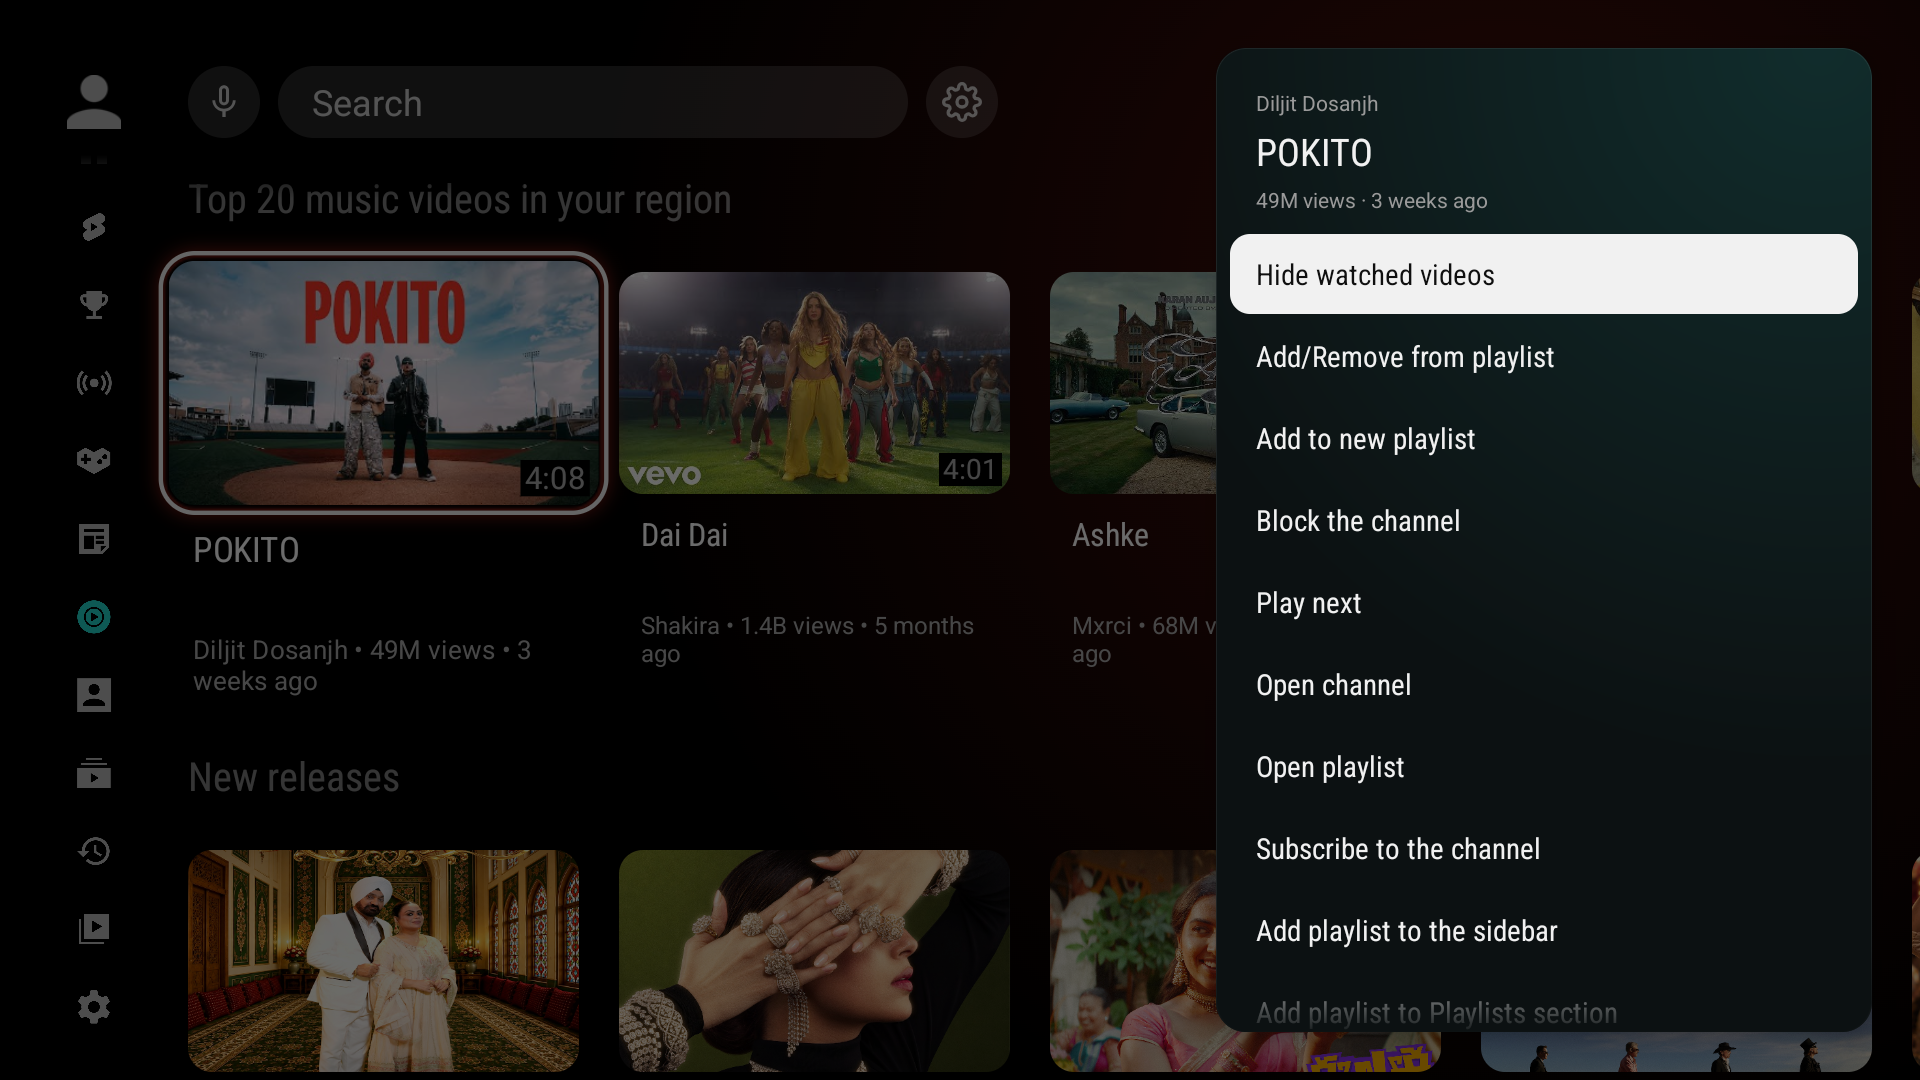 Search
Top 20 music videos in your region
POKITO
4:08
POKITO
Diljit Dosanjh • 49M views • 3
weeks ago
vevo
4:01
Dai Dai
Shakira • 1.4B views • 5 months
ago
Ashke
Mxrci • 68M v
ago
New releases
Diljit Dosanjh
POKITO
49M views · 3 weeks ago
Hide watched videos
Add/Remove from playlist
Add to new playlist
Block the channel
Play next
Open channel
Open playlist
Subscribe to the channel
Add playlist to the sidebar
Add playlist to Playlists section